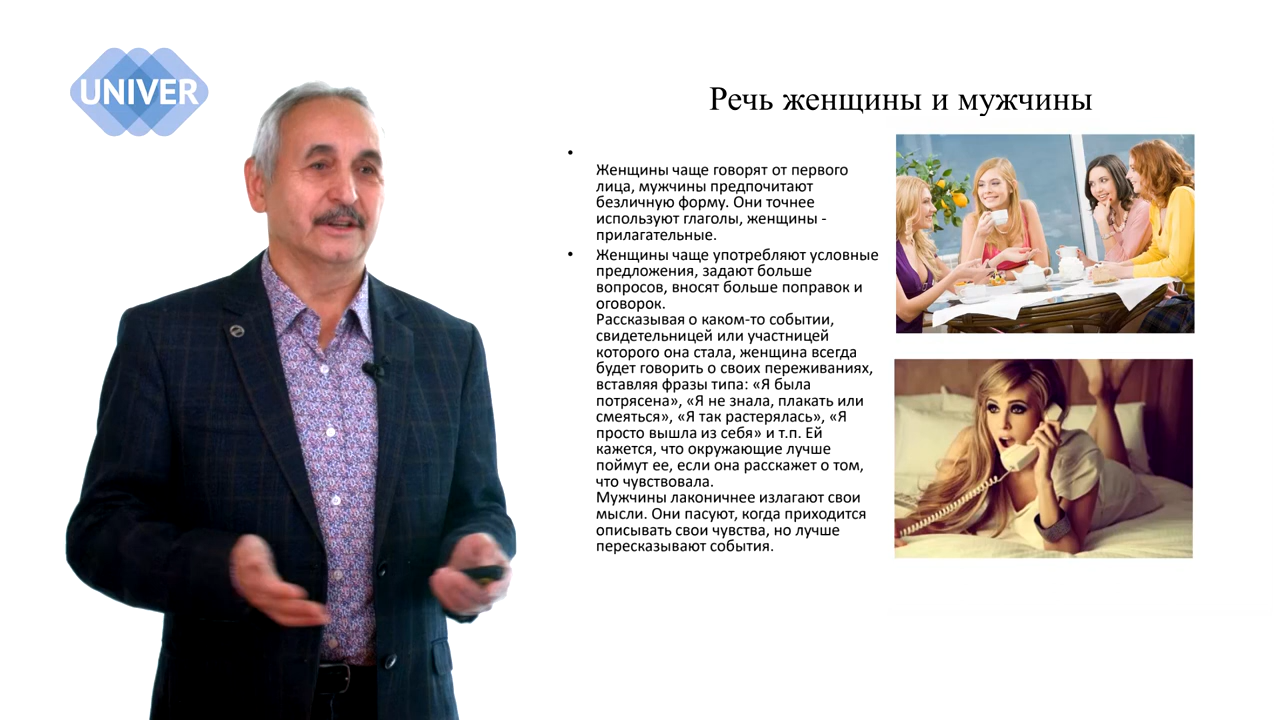 UNIVER
Речь женщины и мужчины
•
Женщины чаще говорят от первого
лица, мужчины предпочитают
безличную форму. Они точнее
используют глаголы, женщины -
прилагательные.
• Женщины чаще употребляют условные
предложения, задают больше
вопросов, вносят больше поправок и
оговорок.
Рассказывая о каком-то событии,
свидетельницей или участницей
которого она стала, женщина всегда
будет говорить о своих переживаниях,
вставляя фразы типа: «Я была
потрясена», «Я не знала, плакать или
смеяться», «Я так растерялась», «Я
просто вышла из себя» и т.п. Ей
кажется, что окружающие лучше
поймут ее, если она расскажет о том,
что чувствовала.
Мужчины лаконичнее излагают свои
мысли. Они пасуют, когда приходится
описывать свои чувства, но лучше
пересказывают события.